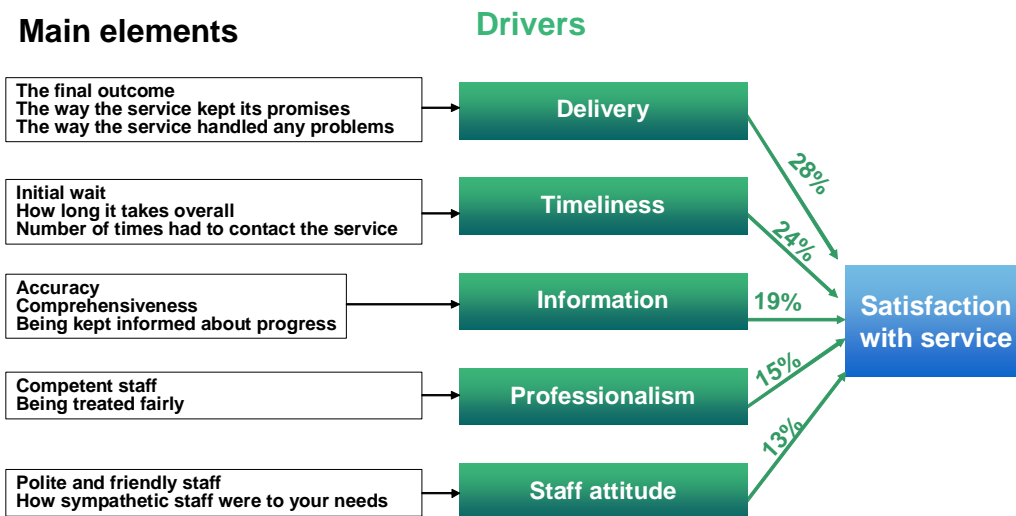 Main elements
Drivers
The final outcome
The way the service kept its promises
The way the service handled any problems
Delivery
28%
Initial wait
How long it takes overall
Number of times had to contact the service
Timeliness
24%
Accuracy
Comprehensiveness
Being kept informed about progress
Information
19%
Satisfaction
with service
Competent staff
Being treated fairly
Professionalism
15%
Polite and friendly staff
How sympathetic staff were to your needs
Staff attitude
13%